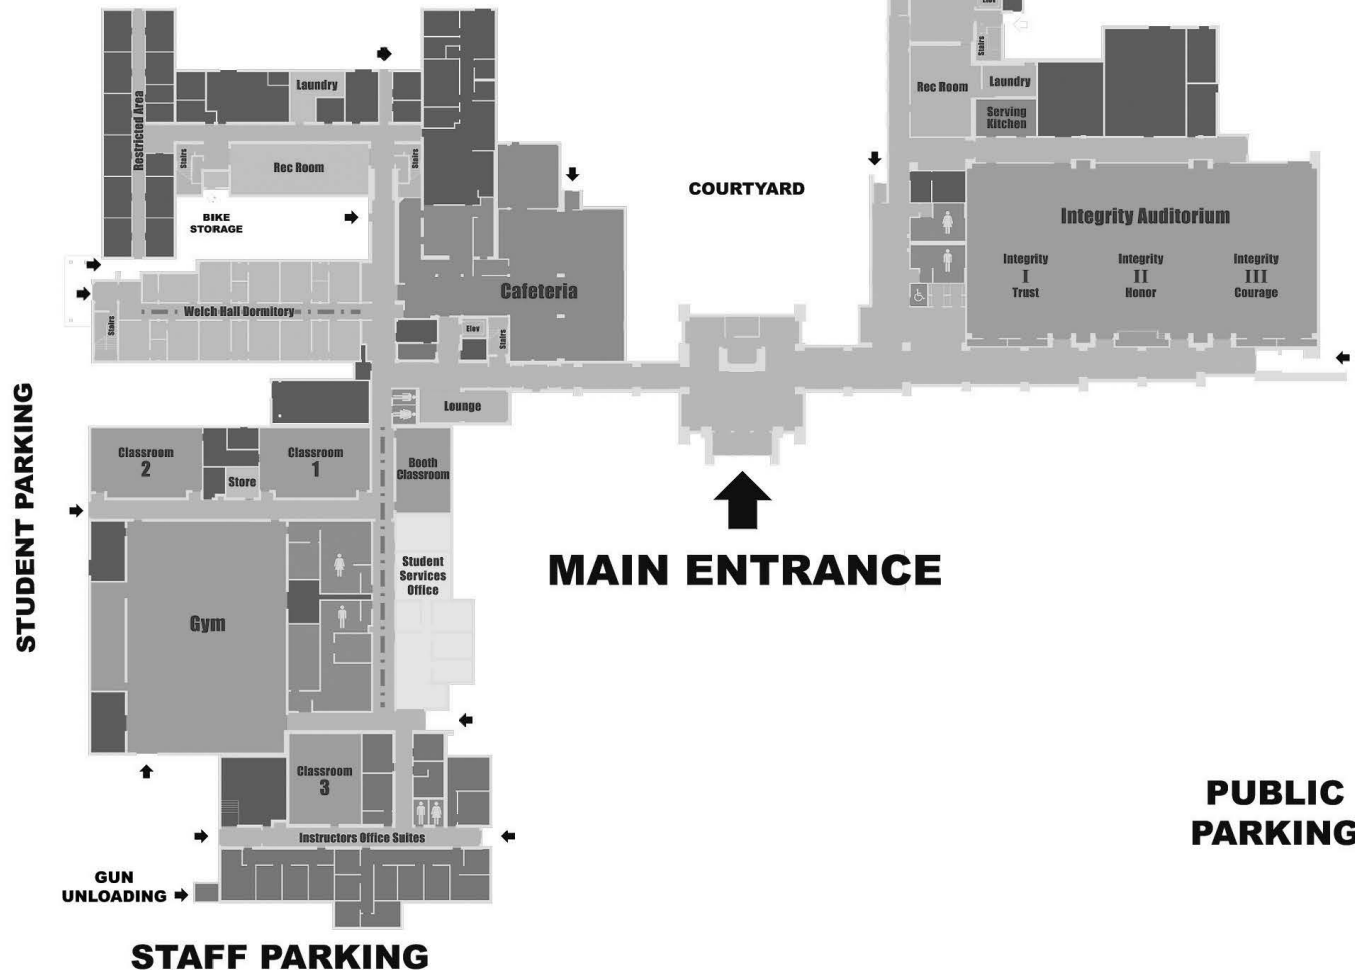 Elev
Stairs
Rec Room
Laundry
Serving
Kitchen
Laundry
Restricted Area
Stairs
Rec Room
Stairs
BIKE
STORAGE
COURTYARD
Integrity Auditorium
Integrity
I
Trust
Integrity
II
Honor
Integrity
III
Courage
Welch Hall Dormitory
Stairs
Cafeteria
Elev
Stairs
Lounge
STUDENT PARKING
Classroom
2
Store
Classroom
1
Booth
Classroom
MAIN ENTRANCE
Student
Services
Office
Gym
Classroom
3
Instructors Office Suites
PUBLIC
PARKING
GUN
UNLOADING
STAFF PARKING